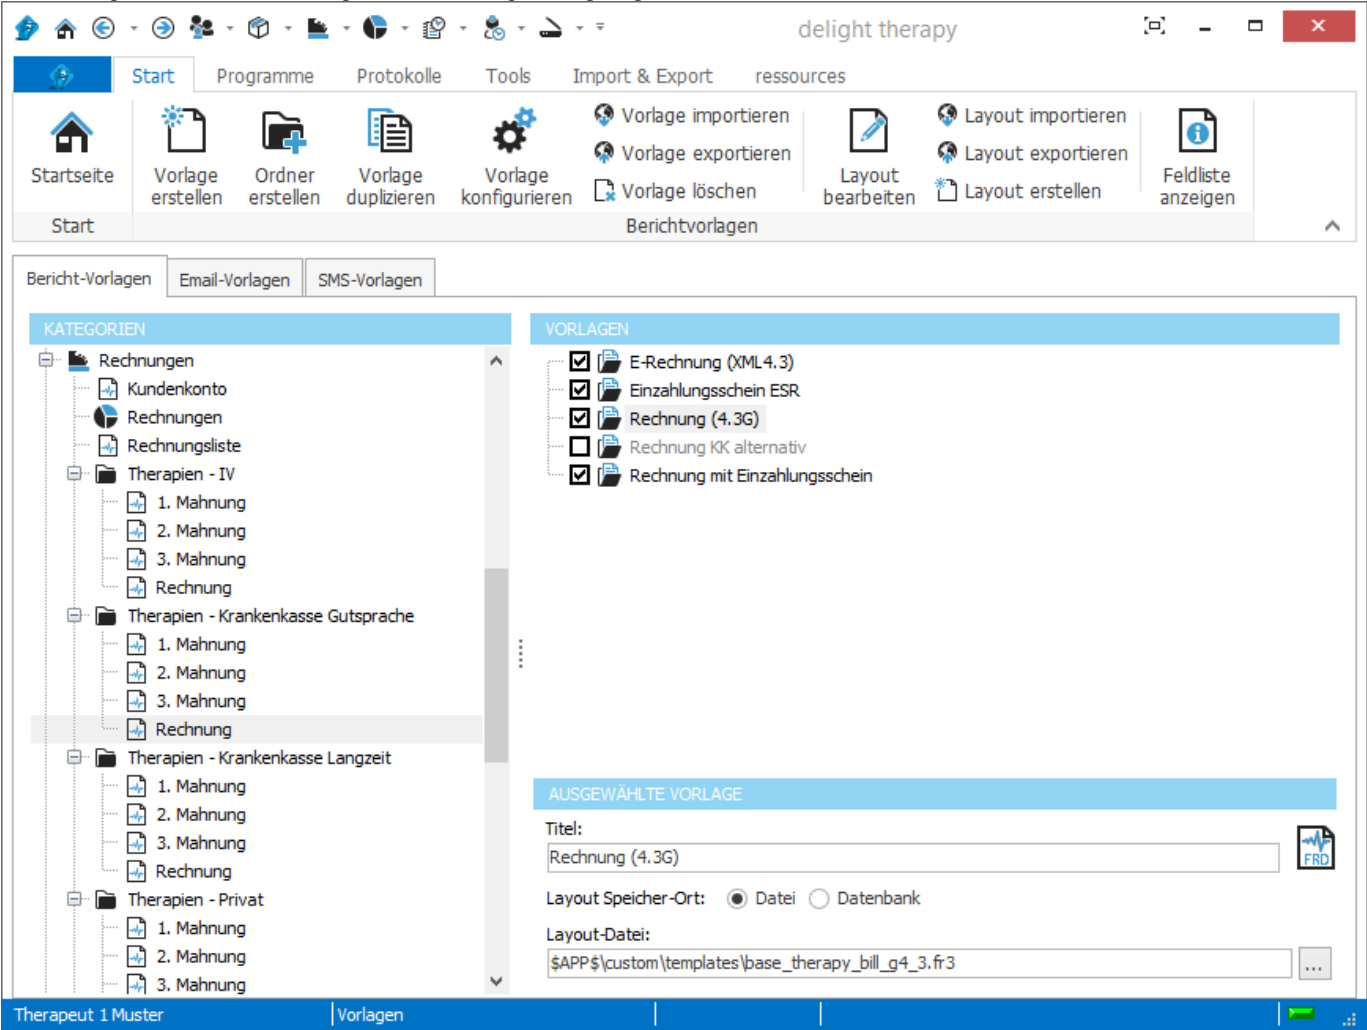 delight therapy
Start Programme Protokolle Tools Import & Export ressources
Startseite
Vorlage erstellen
Ordner erstellen
Vorlage duplizieren
Vorlage konfigurieren
Vorlage importieren
Vorlage exportieren
Vorlage löschen
Layout bearbeiten
Layout importieren
Layout exportieren
Layout erstellen
Feldliste anzeigen
Start
Berichtvorlagen
Bericht-Vorlagen Email-Vorlagen SMS-Vorlagen
KATEGORIEN
Rechnungen
Kundenkonto
Rechnungen
Rechnungsliste
Therapien - IV
1. Mahnung
2. Mahnung
3. Mahnung
Rechnung
Therapien - Krankenkasse Gutsprache
1. Mahnung
2. Mahnung
3. Mahnung
Rechnung
Therapien - Krankenkasse Langzeit
1. Mahnung
2. Mahnung
3. Mahnung
Rechnung
Therapien - Privat
1. Mahnung
2. Mahnung
3. Mahnung
VORLAGEN
E-Rechnung (XML4.3)
Einzahlungsschein ESR
Rechnung (4.3G)
Rechnung KK alternativ
Rechnung mit Einzahlungsschein
AUSGEWÄHLTE VORLAGE
Titel:
Rechnung (4.3G)
FRD
Layout Speicher-Ort: Datei Datenbank
Layout-Datei:
$APP$\custom\templates\base_therapy_bill_g4_3.fr3
...
Therapeut 1 Muster
Vorlagen